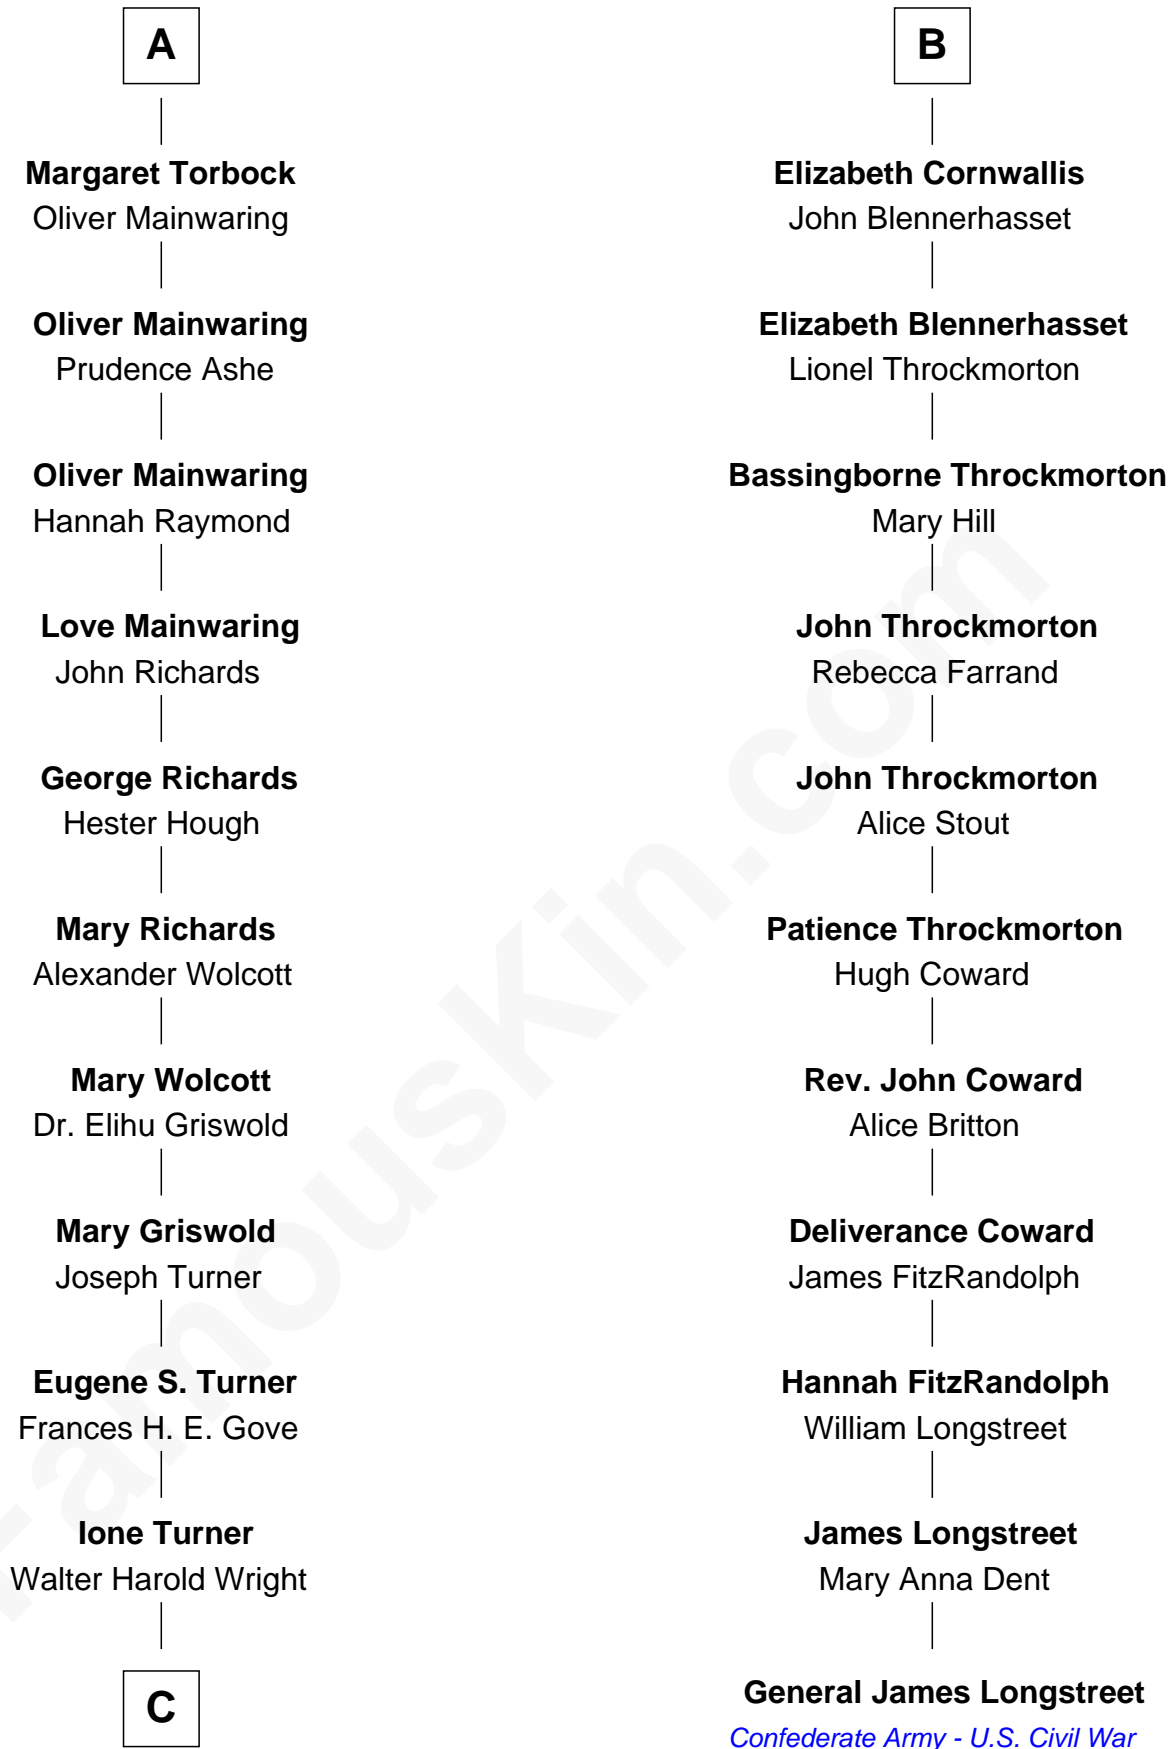 A
Margaret Torbock
Oliver Mainwaring
Oliver Mainwaring
Prudence Ashe
Oliver Mainwaring
Hannah Raymond
Love Mainwaring
John Richards
George Richards
Hester Hough
Mary Richards
Alexander Wolcott
Mary Wolcott
Dr. Elihu Griswold
Mary Griswold
Joseph Turner
Eugene S. Turner
Frances H. E. Gove
Ione Turner
Walter Harold Wright
C
B
Elizabeth Cornwallis
John Blennerhasset
Elizabeth Blennerhasset
Lionel Throckmorton
Bassingborne Throckmorton
Mary Hill
John Throckmorton
Rebecca Farrand
John Throckmorton
Alice Stout
Patience Throckmorton
Hugh Coward
Rev. John Coward
Alice Britton
Deliverance Coward
James FitzRandolph
Hannah FitzRandolph
William Longstreet
James Longstreet
Mary Anna Dent
General James Longstreet
Confederate Army - U.S. Civil War
FamousKin.com